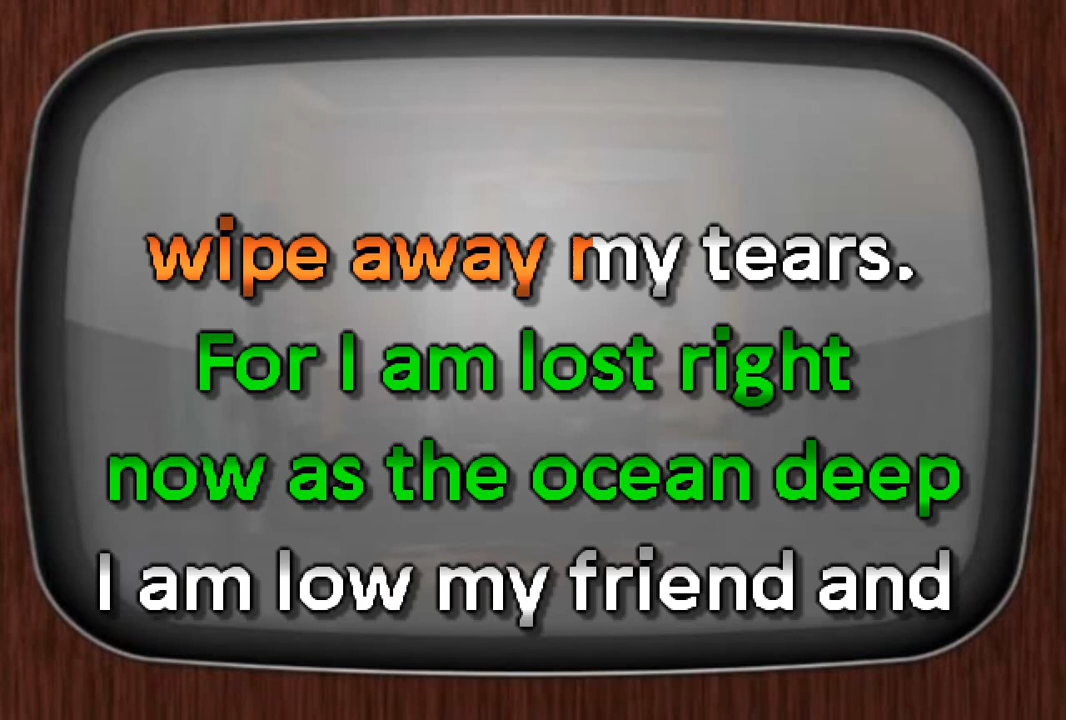 wipe away my tears.
For I am lost right
now as the ocean deep
I am low my friend and